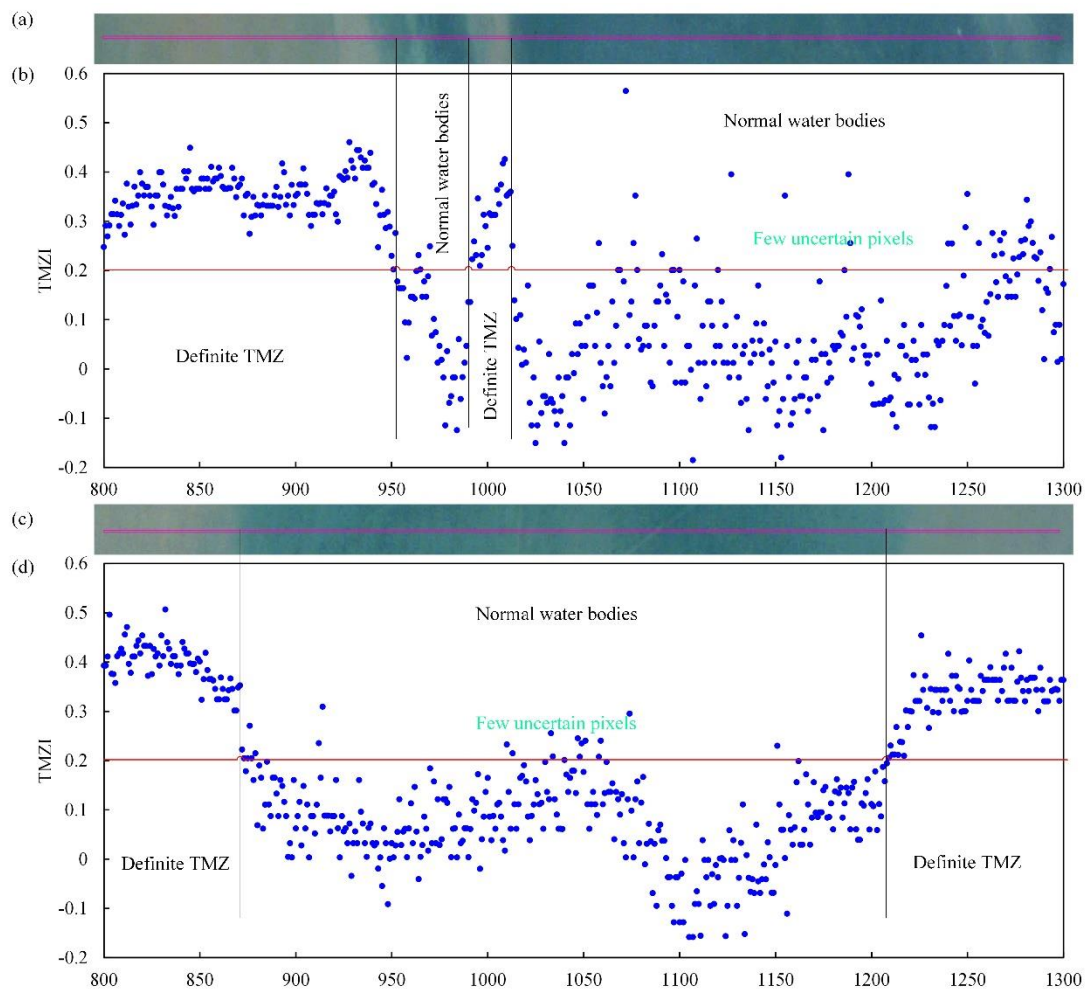 (a)
(b)
0.6
0.5
0.4
0.3
0.2
0.1
0
-0.1
-0.2
TMZI
Normal water bodies
Normal water bodies
Few uncertain pixels
Definite TMZ
Definite TMZ
800 850 900 950 1000 1050 1100 1150 1200 1250 1300
(c)
(d)
0.6
0.5
0.4
0.3
0.2
0.1
0
-0.1
-0.2
TMZI
Normal water bodies
Few uncertain pixels
Definite TMZ
Definite TMZ
800 850 900 950 1000 1050 1100 1150 1200 1250 1300